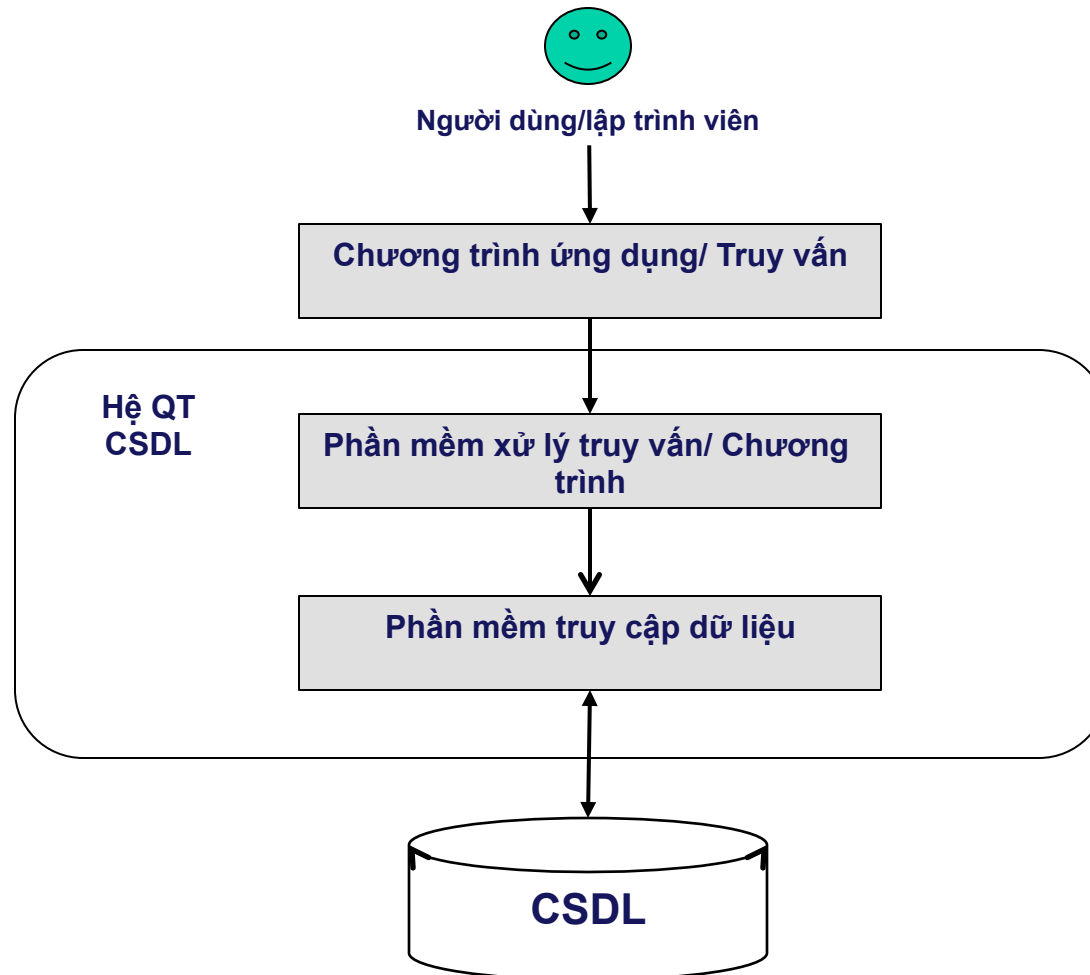 Người dùng/lập trình viên
Chương trình ứng dụng/ Truy vấn
Hệ QT
CSDL
Phần mềm xử lý truy vấn/ Chương
trình
Phần mềm truy cập dữ liệu
CSDL